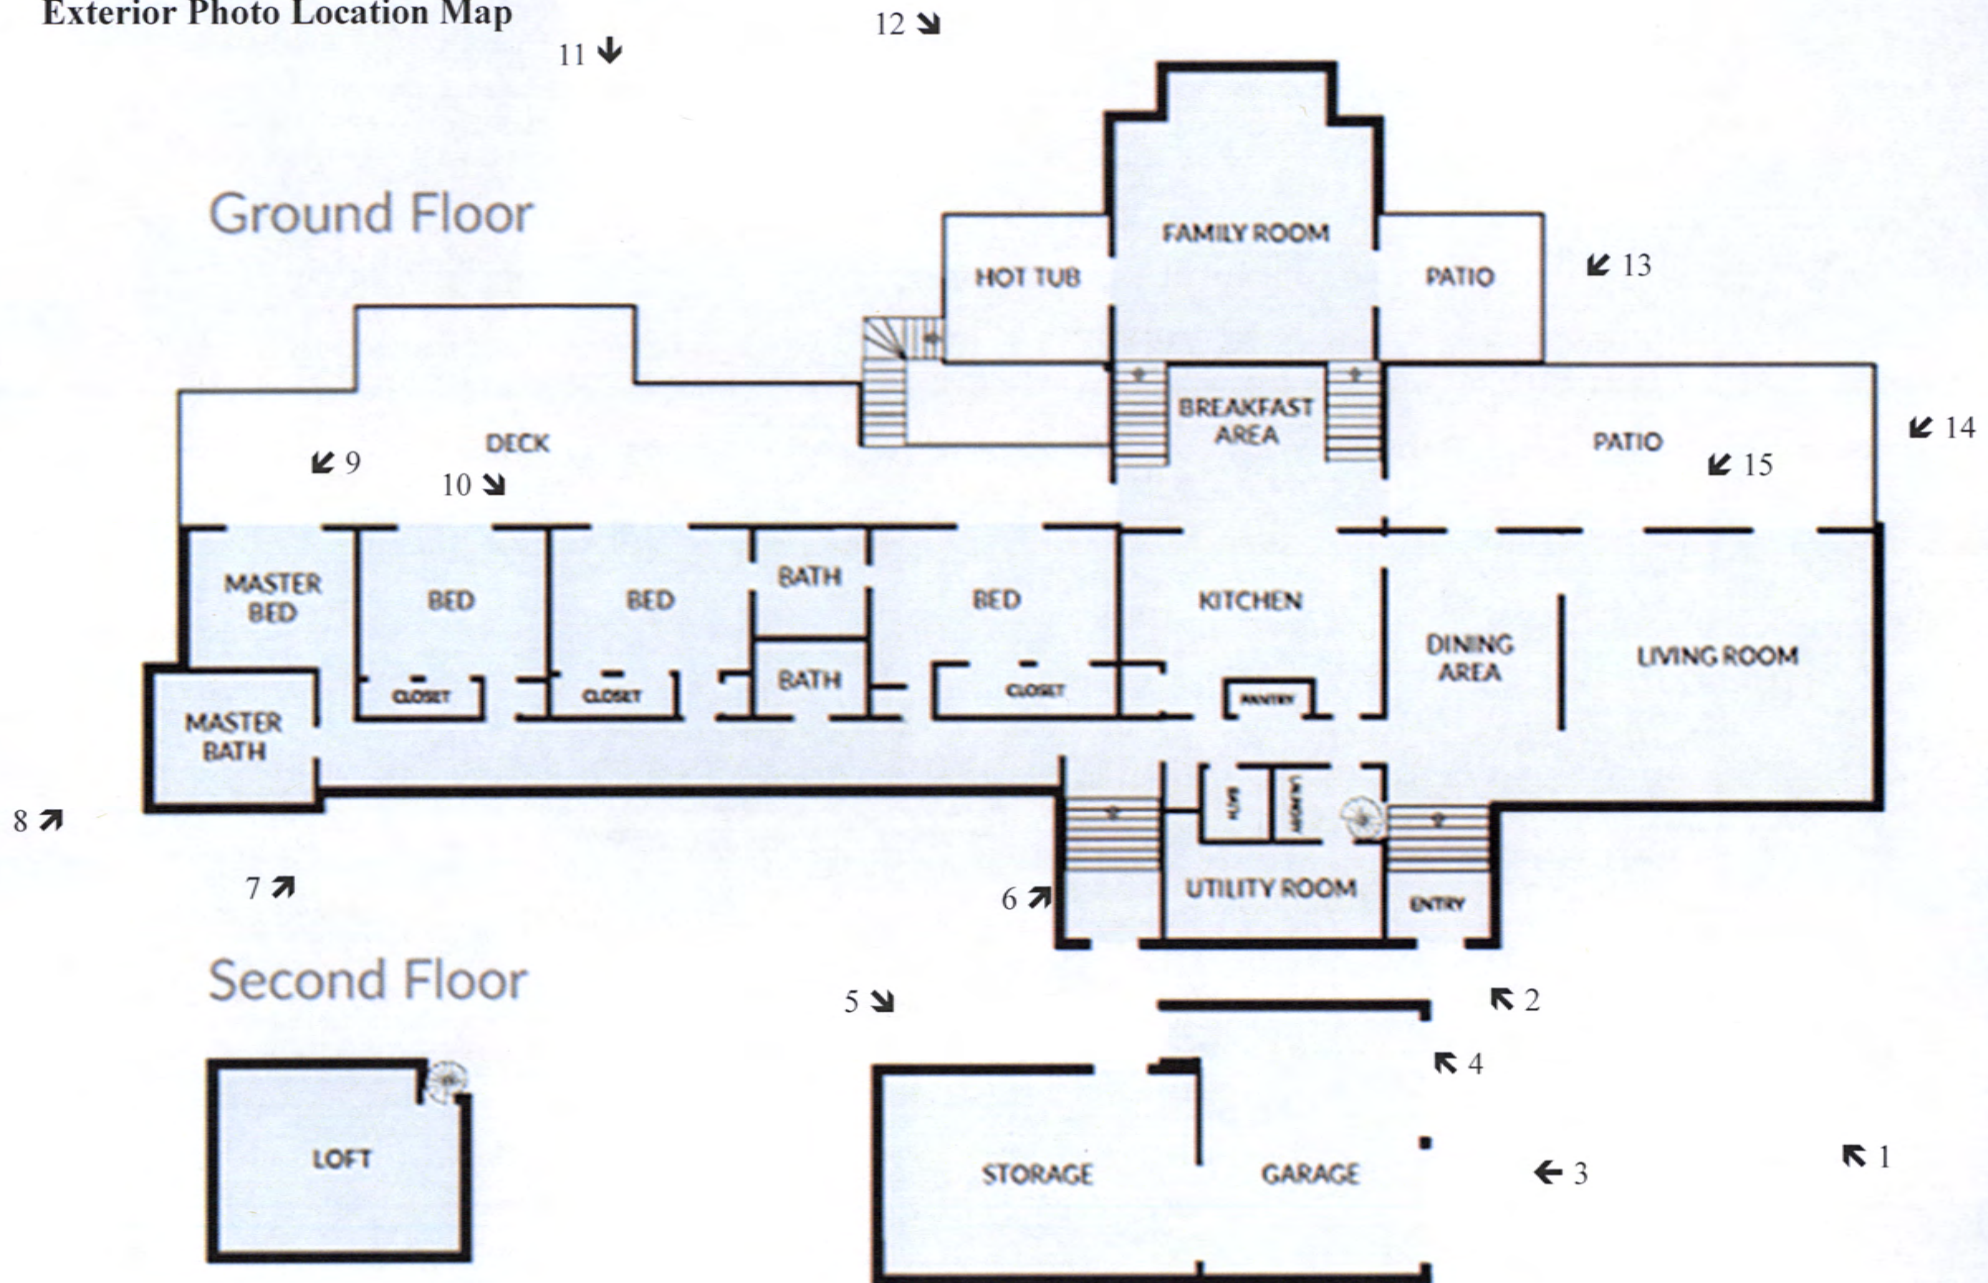 Exterior Photo Location Map
12
11
Ground Floor
FAMILY ROOM
HOT TUB
PATIO
13
BREAKFAST
AREA
DECK
PATIO
14
9
10
15
MASTER
BED
BED
BED
BATH
BED
KITCHEN
DINING
AREA
LIVING ROOM
CLOSET
CLOSET
BATH
CLOSET
PANTRY
MASTER
BATH
BATH
LAUNDRY
8
7
6
UTILITY ROOM
ENTRY
Second Floor
5
2
4
LOFT
STORAGE
GARAGE
3
1